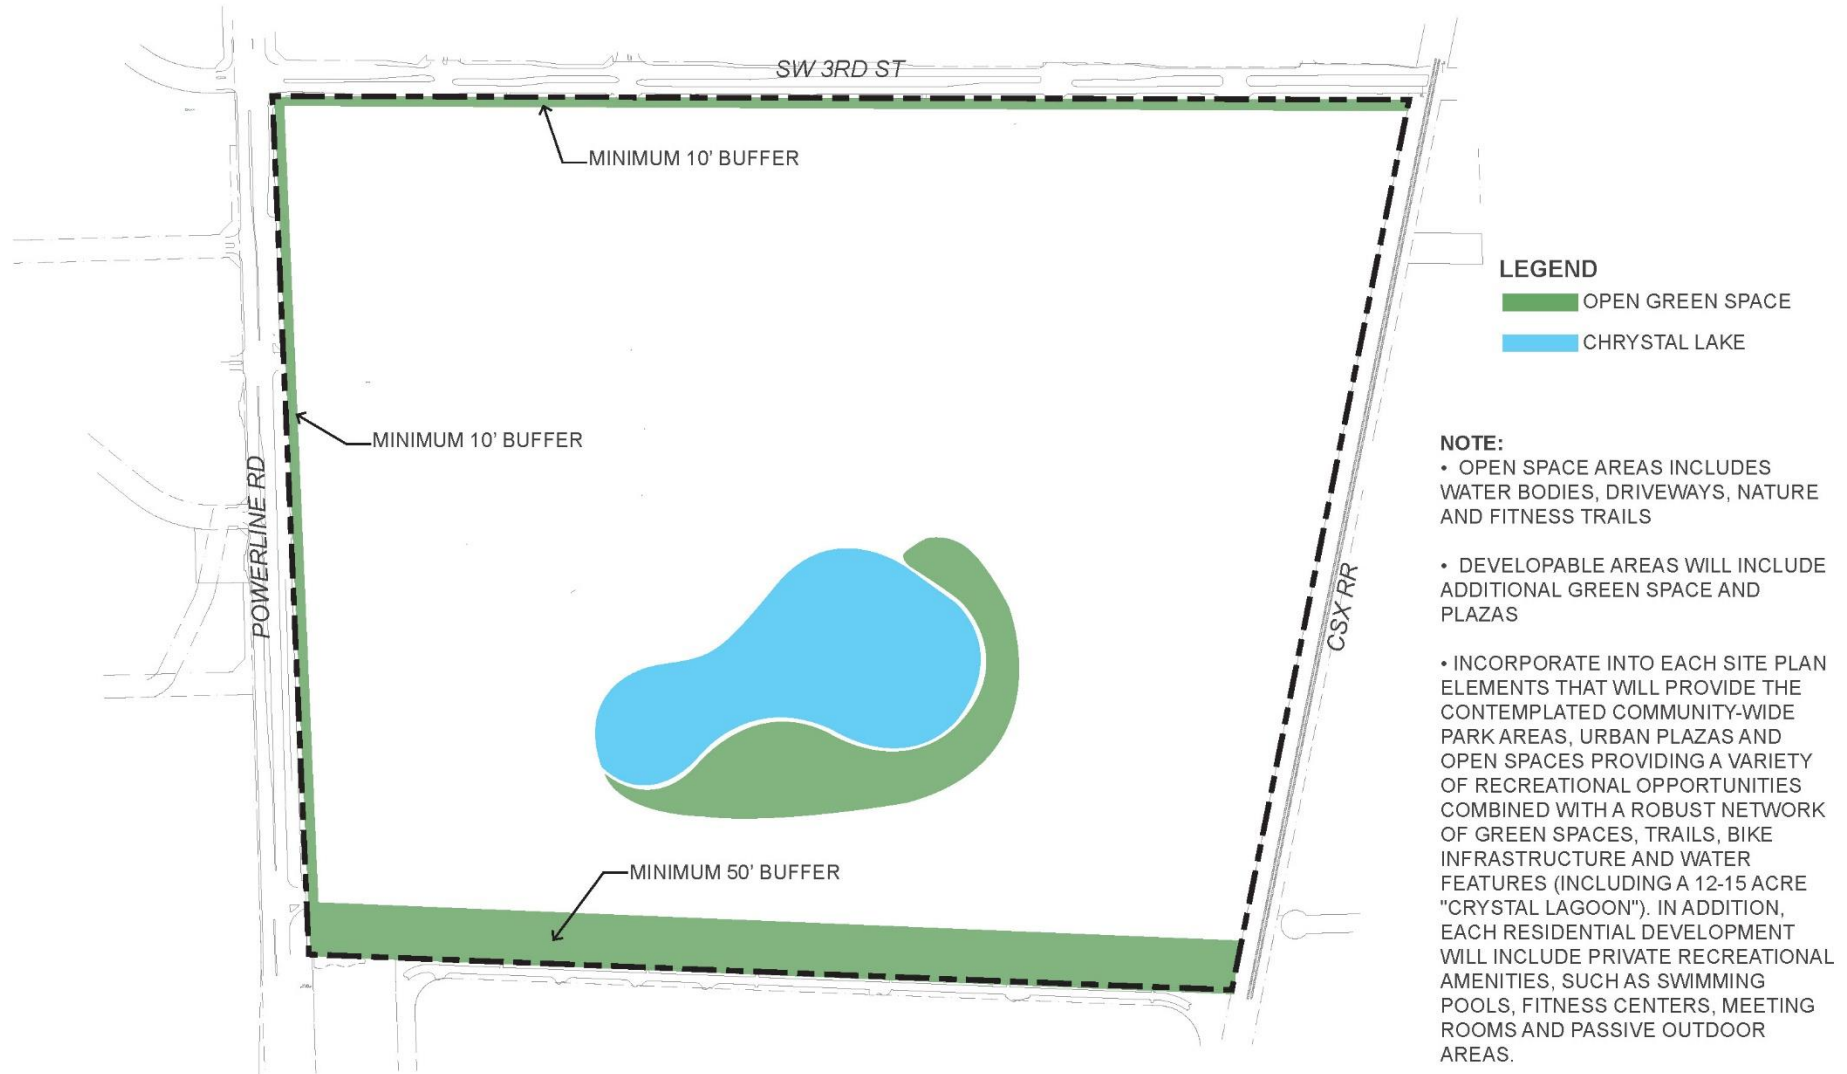 SW 3RD ST
MINIMUM 10' BUFFER
MINIMUM 10' BUFFER
POWERLINE RD
CSX RR
MINIMUM 50' BUFFER
LEGEND
OPEN GREEN SPACE
CHRYSTAL LAKE
NOTE:
• OPEN SPACE AREAS INCLUDES
WATER BODIES, DRIVEWAYS, NATURE
AND FITNESS TRAILS
• DEVELOPABLE AREAS WILL INCLUDE
ADDITIONAL GREEN SPACE AND
PLAZAS
• INCORPORATE INTO EACH SITE PLAN
ELEMENTS THAT WILL PROVIDE THE
CONTEMPLATED COMMUNITY-WIDE
PARK AREAS, URBAN PLAZAS AND
OPEN SPACES PROVIDING A VARIETY
OF RECREATIONAL OPPORTUNITIES
COMBINED WITH A ROBUST NETWORK
OF GREEN SPACES, TRAILS, BIKE
INFRASTRUCTURE AND WATER
FEATURES (INCLUDING A 12-15 ACRE
"CRYSTAL LAGOON"). IN ADDITION,
EACH RESIDENTIAL DEVELOPMENT
WILL INCLUDE PRIVATE RECREATIONAL
AMENITIES, SUCH AS SWIMMING
POOLS, FITNESS CENTERS, MEETING
ROOMS AND PASSIVE OUTDOOR
AREAS.